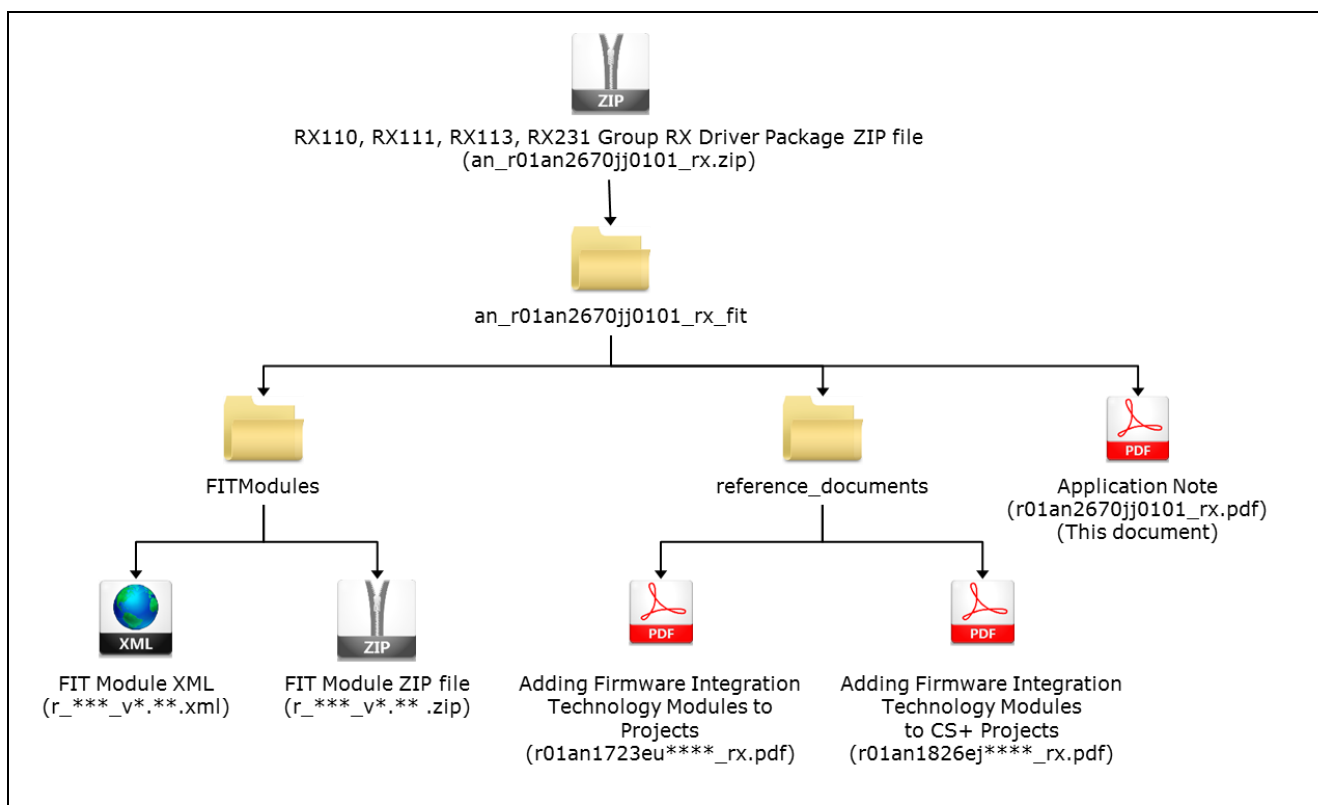 ZIP
RX110, RX111, RX113, RX231 Group RX Driver Package ZIP file
(an_r01an2670jj0101_rx.zip)
an_r01an2670jj0101_rx_fit
FITModules
reference_documents
PDF
Application Note
(r01an2670jj0101_rx.pdf)
(This document)
XML
FIT Module XML
(r_***_v*.**.xml)
ZIP
FIT Module ZIP file
(r_***_v*.** .zip)
PDF
Adding Firmware Integration
Technology Modules to
Projects
(r01an1723eu****_rx.pdf)
PDF
Adding Firmware Integration
Technology Modules
to CS+ Projects
(r01an1826ej****_rx.pdf)